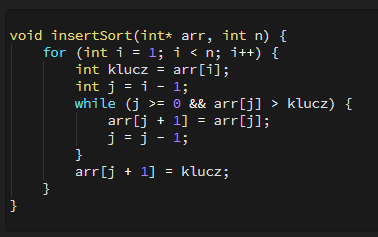 void insertSort(int* arr, int n) {
    for (int i = 1; i < n; i++) {
        int klucz = arr[i];
        int j = i - 1;
        while (j >= 0 && arr[j] > klucz) {
            arr[j + 1] = arr[j];
            j = j - 1;
        }
        arr[j + 1] = klucz;
    }
}